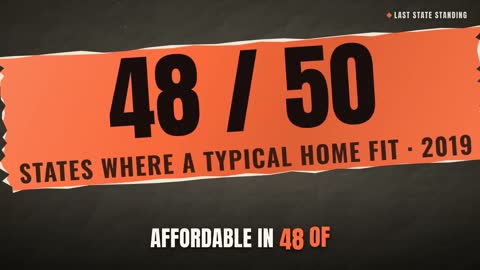 LAST STATE STANDING
48 / 50
STATES WHERE A TYPICAL HOME FIT · 2019
AFFORDABLE IN 48 OF